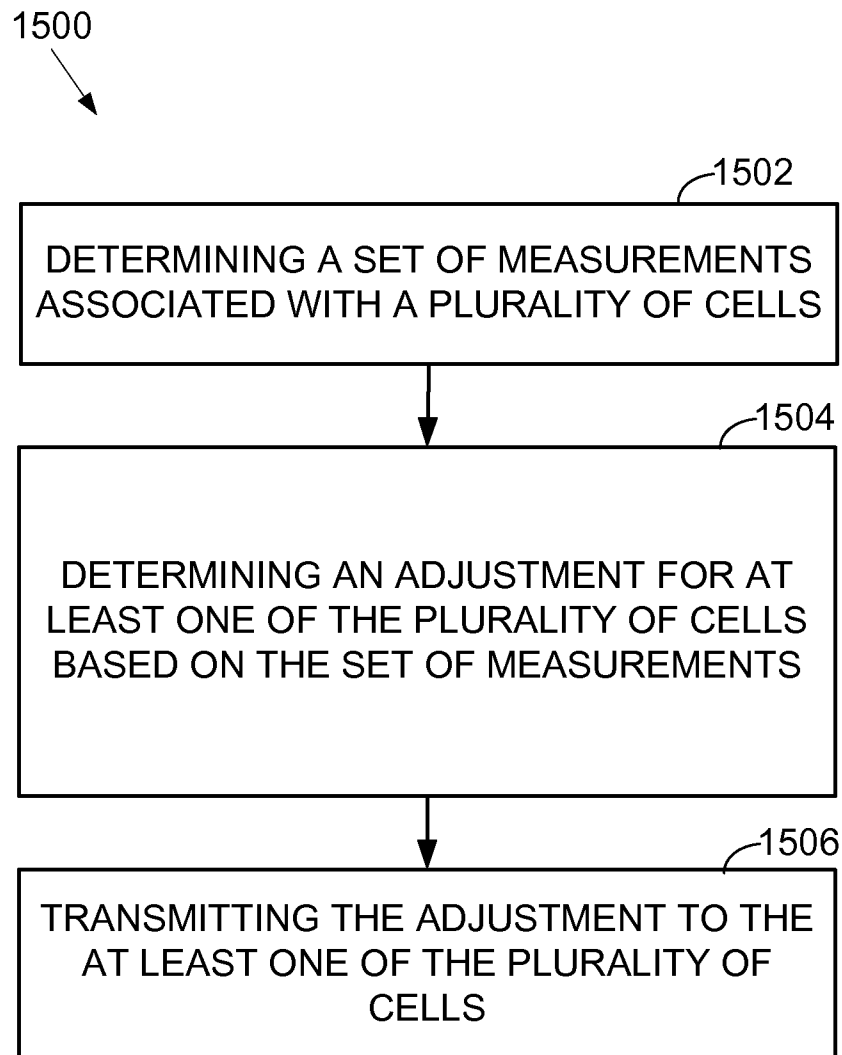 1500
1502
DETERMINING A SET OF MEASUREMENTS
ASSOCIATED WITH A PLURALITY OF CELLS
1504
DETERMINING AN ADJUSTMENT FOR AT
LEAST ONE OF THE PLURALITY OF CELLS
BASED ON THE SET OF MEASUREMENTS
1506
TRANSMITTING THE ADJUSTMENT TO THE
AT LEAST ONE OF THE PLURALITY OF
CELLS